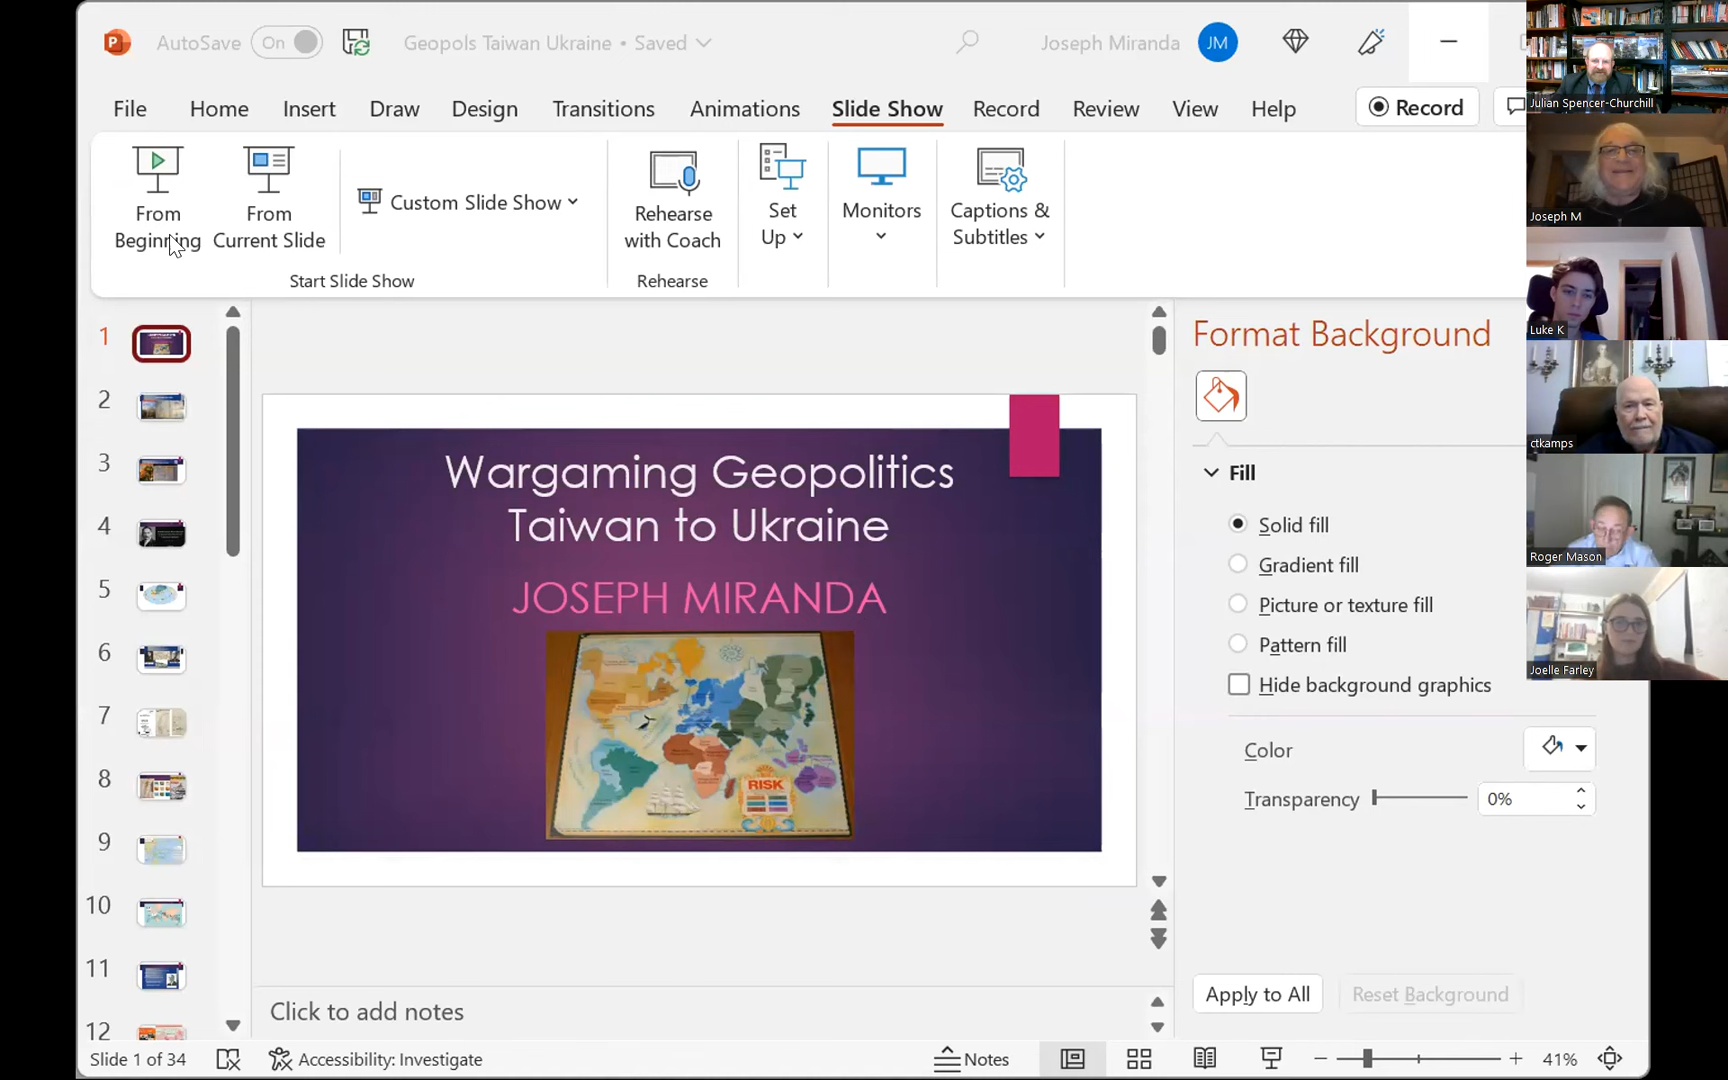 AutoSave On Geopols Taiwan Ukraine • Saved Joseph Miranda JM
File Home Insert Draw Design Transitions Animations Slide Show Record Review View Help Record
From Beginning
From Current Slide
Custom Slide Show
Start Slide Show
Rehearse with Coach
Rehearse
Set Up
Monitors
Captions & Subtitles
1
2
3
4
5
6
7
8
9
10
11
12
Wargaming Geopolitics
Taiwan to Ukraine
JOSEPH MIRANDA
RISK
Click to add notes
Format Background
Fill
Solid fill
Gradient fill
Picture or texture fill
Pattern fill
Hide background graphics
Color
Transparency 0%
Apply to All Reset Background
Julian Spencer-Churchill
Joseph M
Luke K
ctkamps
Roger Mason
Joelle Farley
Slide 1 of 34 Accessibility: Investigate Notes 41%